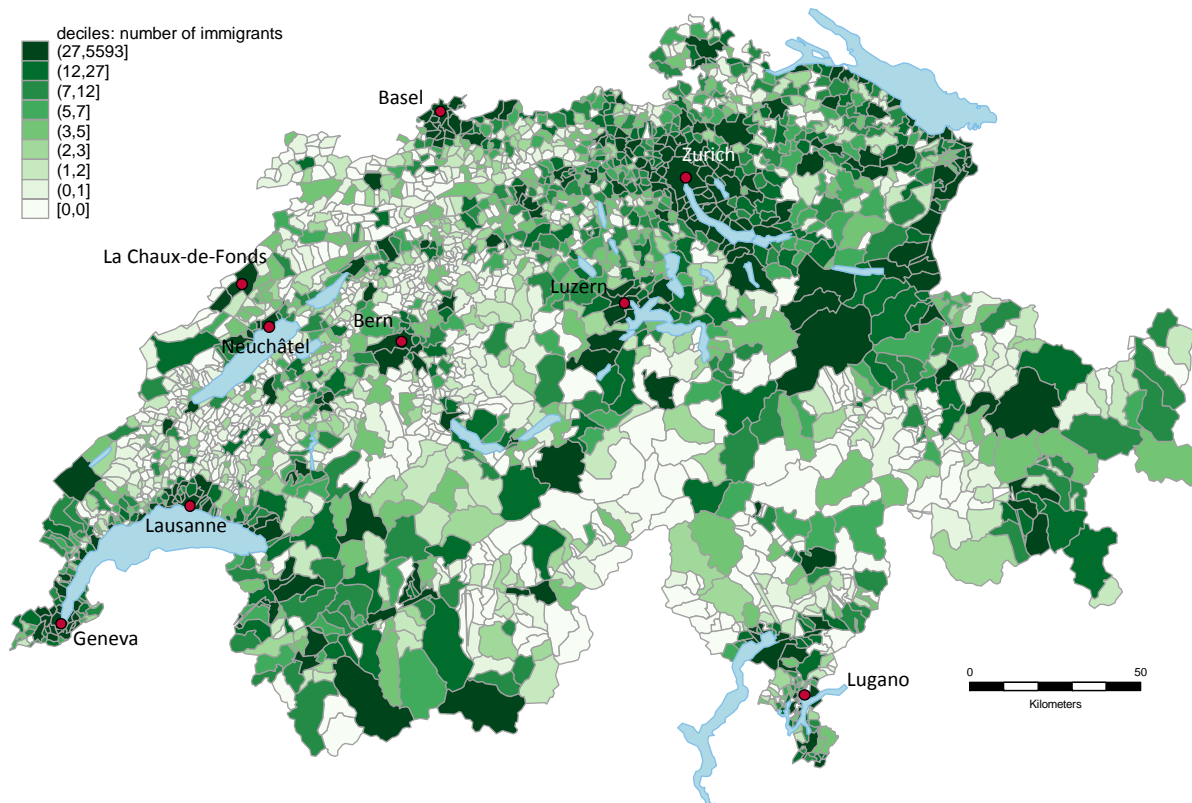 deciles: number of immigrants
(27,5593]
(12,27]
(7,12]
(5,7]
(3,5]
(2,3]
(1,2]
(0,1]
[0,0]
Basel
Zurich
La Chaux-de-Fonds
Luzern
Bern
Neuchâtel
Lausanne
Geneva
Lugano
0 50
Kilometers